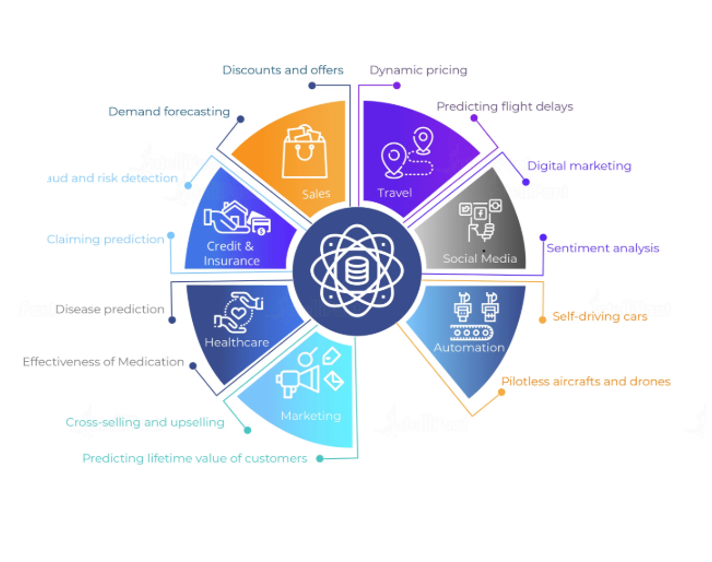 Discounts and offers
Dynamic pricing
Demand forecasting
Predicting flight delays
and risk detection
Digital marketing
Sales
Travel
Claiming prediction
Credit &
Insurance
Social Media
Sentiment analysis
Disease prediction
Healthcare
Automation
Self-driving cars
Effectiveness of Medication
Pilotless aircrafts and drones
Marketing
Cross-selling and upselling
Predicting lifetime value of customers